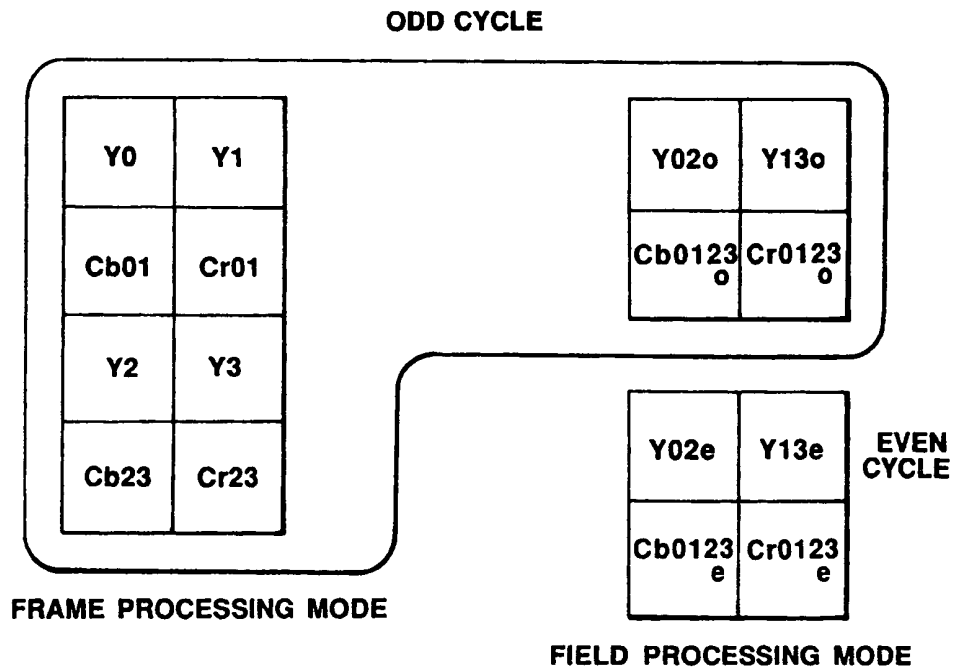 ODD CYCLE
Y0 Y1
Cb01 Cr01
Y2 Y3
Cb23 Cr23
FRAME PROCESSING MODE
Y02o Y13o
Cb0123 Cr0123
o o
Y02e Y13e
Cb0123 Cr0123
e e
EVEN
CYCLE
FIELD PROCESSING MODE